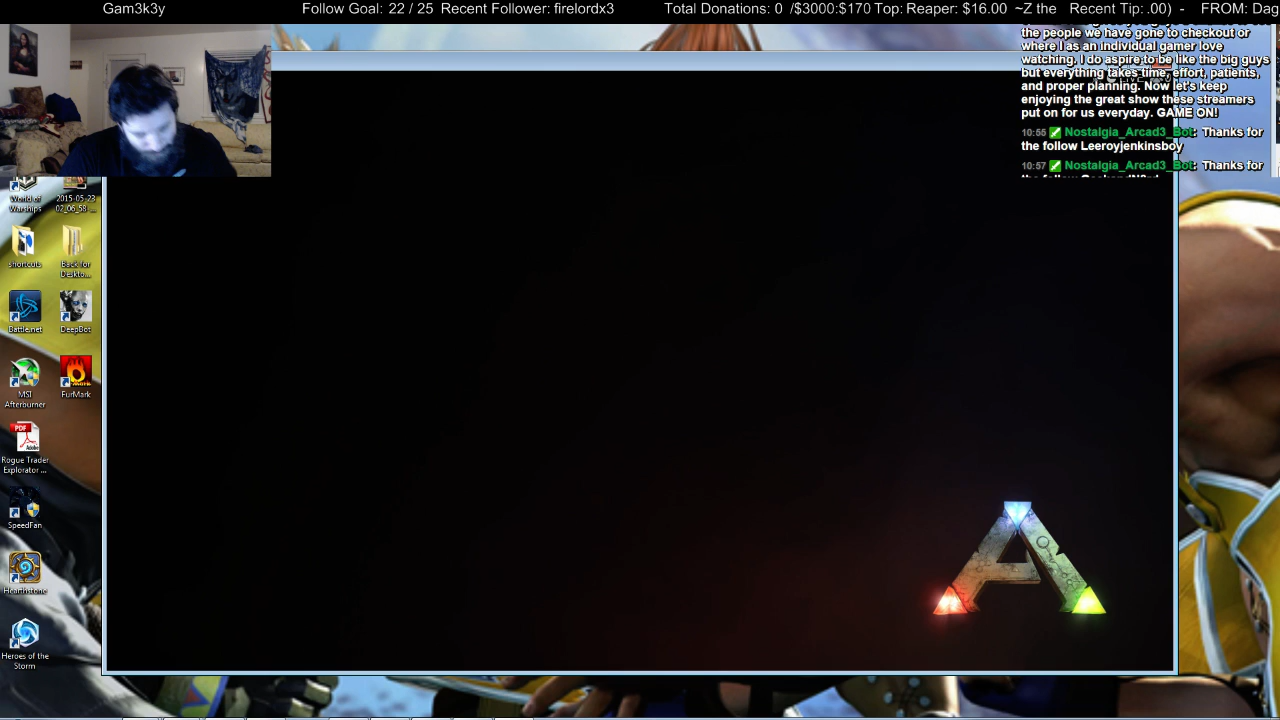 Gam3k3y Follow Goal: 22 / 25 Recent Follower: firelordx3 Total Donations: 0 /$3000:$170 Top: Reaper: $16.00 ~Z the Recent Tip: .00) - FROM: Dag
the people we have gone to checkout or
where I as an individual gamer love
watching. I do aspire to be like the big guys
but everything takes time, effort, patients,
and proper planning. Now let's keep
enjoying the great show these streamers
put on for us everyday. GAME ON!
10:55 Nostalgia_Arcad3_Bot: Thanks for
the follow Leeroyjenkinsboy
10:57 Nostalgia_Arcad3_Bot: Thanks for
World of
Warships
2015-05-23
02_06_58-...
shortcuts
Back for
Deskto...
Battle.net
DeepBot
MSI
Afterburner
FurMark
PDF
Adobe
Rogue Trader
Explorator ...
SpeedFan
Hearthstone
Heroes of the
Storm